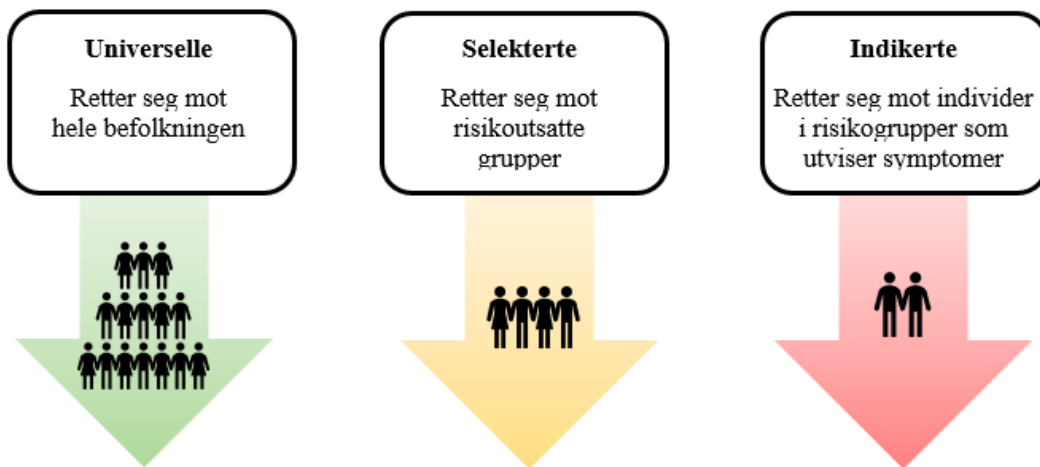 Universelle
Retter seg mot
hele befolkningen
Selekterte
Retter seg mot
risikoutsatte
grupper
Indikerte
Retter seg mot individer
i risikogrupper som
utviser symptomer